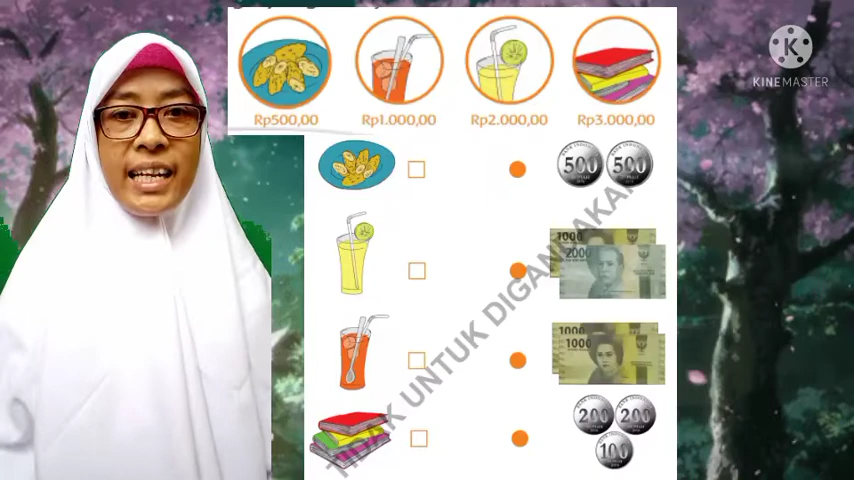 KINEMASTER
Rp500,00 Rp1.000,00 Rp2.000,00 Rp3.000,00
500 500
1000
2000
1000
1000
200 200
100
TIDAK UNTUK DIGANDAKAN